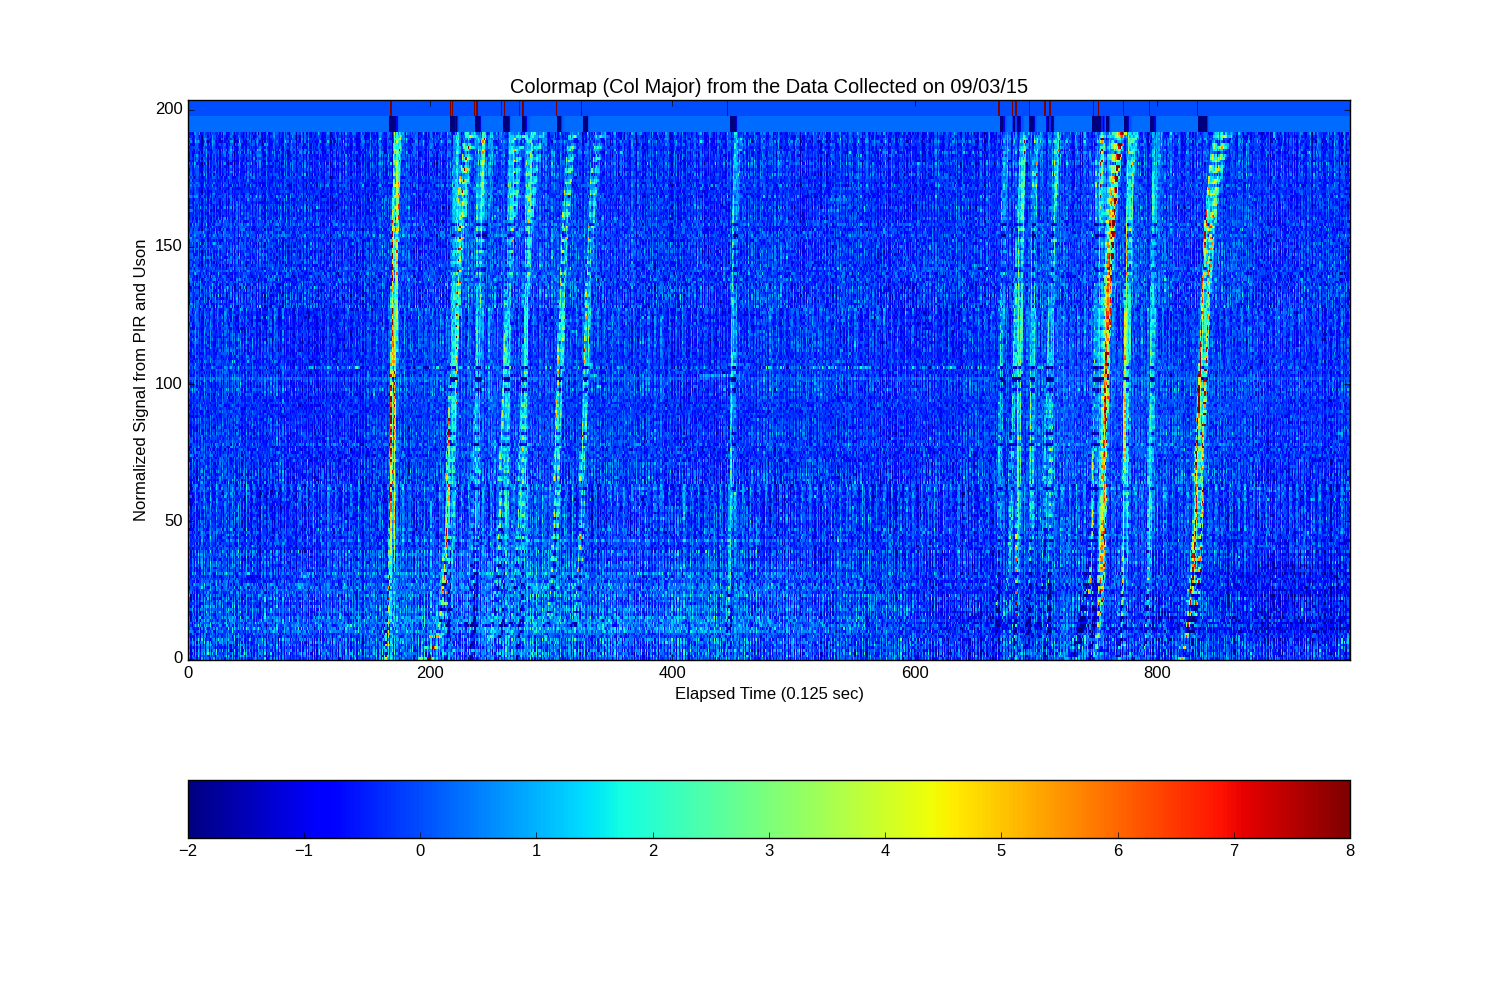 Colormap (Col Major) from the Data Collected on 09/03/15
Normalized Signal from PIR and Uson
200
150
100
50
0
0 200 400 600 800
Elapsed Time (0.125 sec)
−2 −1 0 1 2 3 4 5 6 7 8